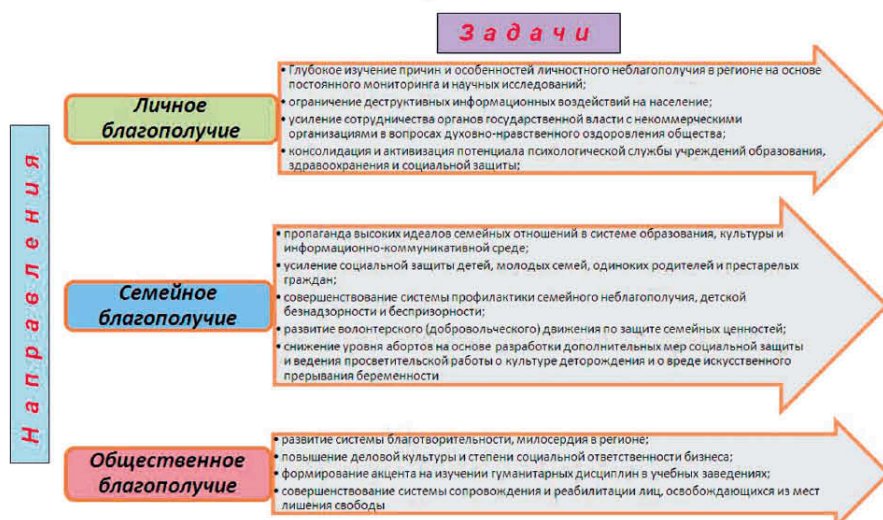 Задачи
Направления
Личное
благополучие
• Глубокое изучение причин и особенностей личностного неблагополучия в регионе на основе
постоянного мониторинга и научных исследований;
• ограничение деструктивных информационных воздействий на население;
• усиление сотрудничества органов государственной власти с некоммерческими
организациями в вопросах духовно-нравственного оздоровления общества;
• консолидация и активизация потенциала психологической службы учреждений образования,
здравоохранения и социальной защиты;
Семейное
благополучие
• пропаганда высоких идеалов семейных отношений в системе образования, культуры и
информационно-коммуникативной среде;
• усиление социальной защиты детей, молодых семей, одиноких родителей и престарелых
граждан;
• совершенствование системы профилактики семейного неблагополучия, детской
безнадзорности и беспризорности;
• развитие волонтерского (добровольческого) движения по защите семейных ценностей;
• снижение уровня абортов на основе разработки дополнительных мер социальной защиты
и ведения просветительской работы о культуре деторождения и о вреде искусственного
прерывания беременности
Общественное
благополучие
• развитие системы благотворительности, милосердия в регионе;
• повышение деловой культуры и степени социальной ответственности бизнеса;
• формирование акцента на изучении гуманитарных дисциплин в учебных заведениях;
• совершенствование системы сопровождения и реабилитации лиц, освобождающихся из мест
лишения свободы